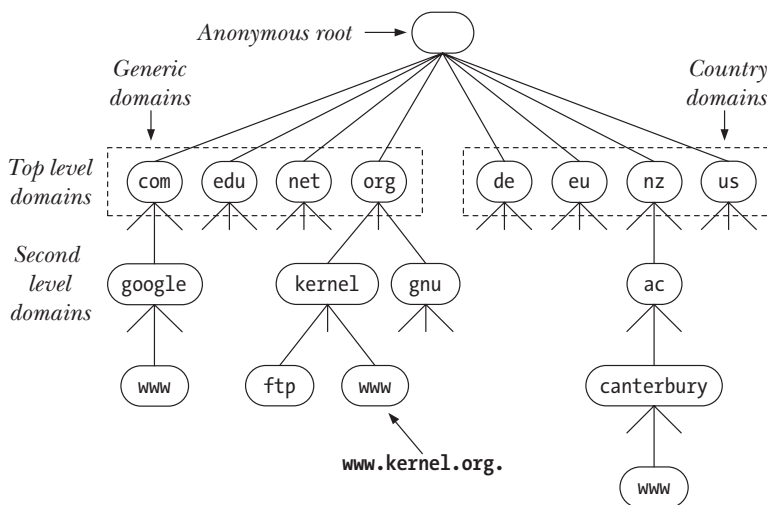 Anonymous root
Generic
domains
Country
domains
Top level
domains
com edu net org de eu nz us
Second
level
domains
google kernel gnu ac
www ftp www canterbury
www.kernel.org.
www